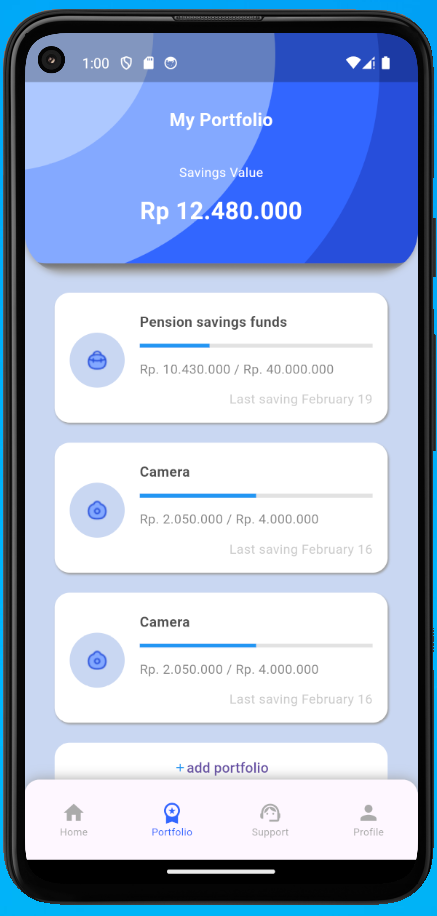 1:00
My Portfolio
Savings Value
Rp 12.480.000
Pension savings funds
Rp. 10.430.000 / Rp. 40.000.000
Last saving February 19
Camera
Rp. 2.050.000 / Rp. 4.000.000
Last saving February 16
Camera
Rp. 2.050.000 / Rp. 4.000.000
Last saving February 16
+ add portfolio
Home Portfolio Support Profile